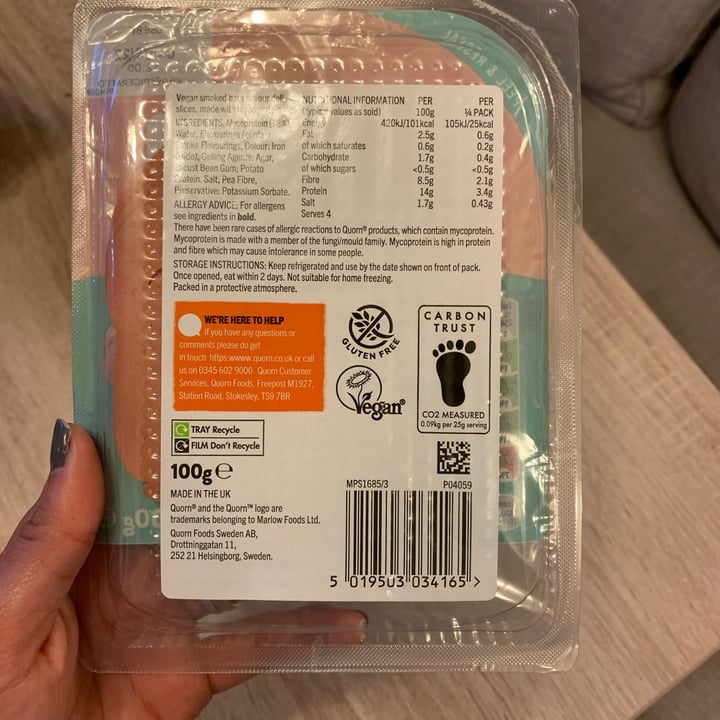 PEEL & RESEAL
Vegan smoked ham flavour deli
slices, made with mycoprotein.
INGREDIENTS: Mycoprotein (78%),
Water, Flavourings (contain
Smoke Flavourings, Colour: Iron
Oxide), Gelling Agents: Agar,
Locust Bean Gum; Potato
Protein, Salt, Pea Fibre,
Preservative: Potassium Sorbate.
ALLERGY ADVICE: For allergens
see ingredients in bold.
NUTRITIONAL INFORMATION PER PER
(typical values as sold) 100g ¼ PACK
Energy 420kJ/101kcal 105kJ/25kcal
Fat 2.5g 0.6g
of which saturates 0.6g 0.2g
Carbohydrate 1.7g 0.4g
of which sugars <0.5g <0.5g
Fibre 8.5g 2.1g
Protein 14g 3.4g
Salt 1.7g 0.43g
Serves 4
There have been rare cases of allergic reactions to Quorn® products, which contain mycoprotein.
Mycoprotein is made with a member of the fungi/mould family. Mycoprotein is high in protein
and fibre which may cause intolerance in some people.
STORAGE INSTRUCTIONS: Keep refrigerated and use by the date shown on front of pack.
Once opened, eat within 2 days. Not suitable for home freezing.
Packed in a protective atmosphere.
WE'RE HERE TO HELP
If you have any questions or
comments please do get
in touch https:www.quorn.co.uk or call
us on 0345 602 9000 Quorn Customer
Services, Quorn Foods, Freepost M1927,
Station Road, Stokesley, TS9 7BR
GLUTEN FREE
Vegan®
CARBON
TRUST
CO2 MEASURED
0.09kg per 25g serving
TRAY Recycle
FILM Don't Recycle
100g e
MADE IN THE UK
Quorn® and the Quorn™ logo are
trademarks belonging to Marlow Foods Ltd.
Quorn Foods Sweden AB,
Drottninggatan 11,
252 21 Helsingborg, Sweden.
MPS1685/3 P04059
5 019503 034165 >